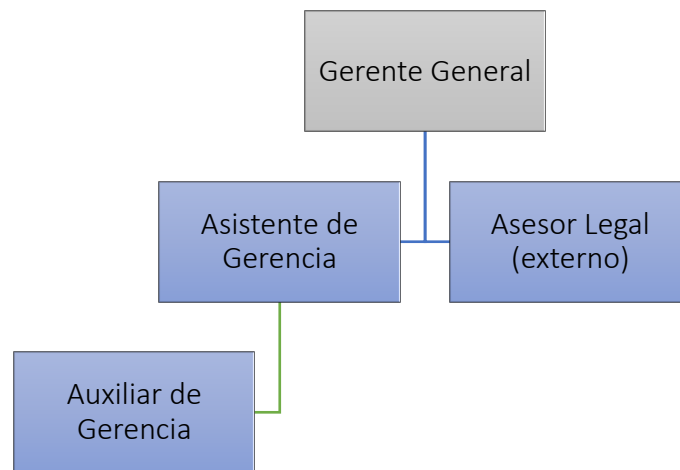 Gerente General
Asistente de
Gerencia
Asesor Legal
(externo)
Auxiliar de
Gerencia